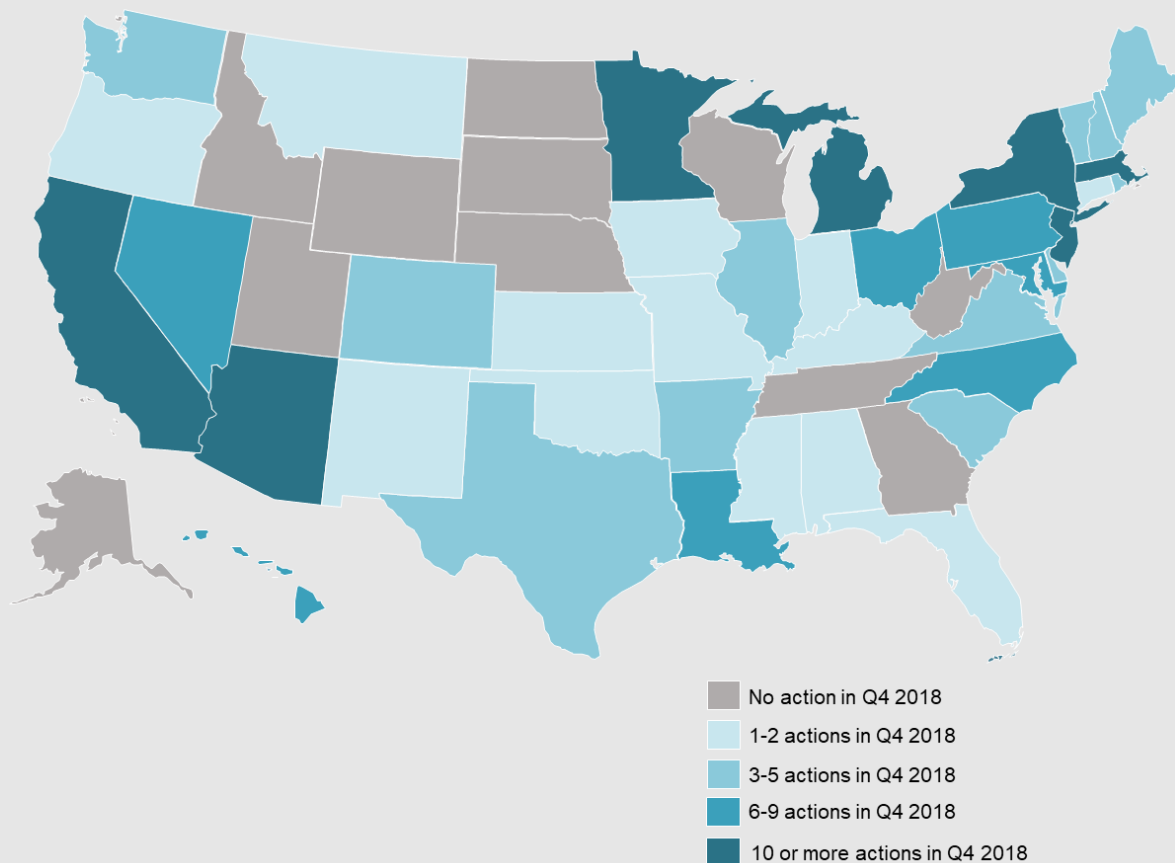 No action in Q4 2018
1-2 actions in Q4 2018
3-5 actions in Q4 2018
6-9 actions in Q4 2018
10 or more actions in Q4 2018